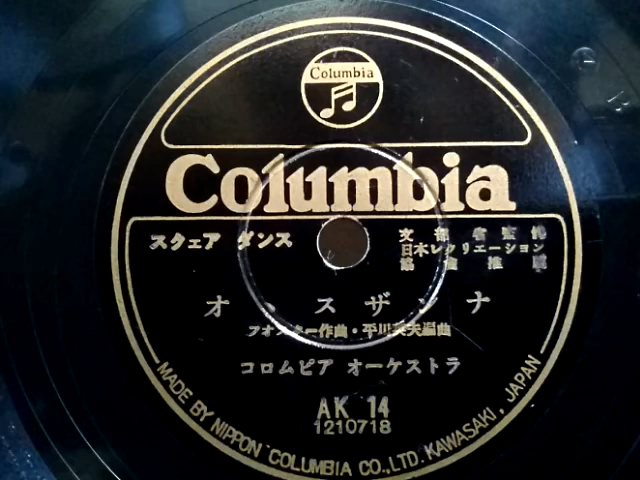 Columbia
Columbia
スクェア ダンス
文部省監修
日本レクリエーション
協会推薦
オヽスザンナ
フオスター作曲・平川英夫編曲
コロムビア オーケストラ
AK 14
1210718
MADE BY NIPPON COLUMBIA CO., LTD. KAWASAKI, JAPAN